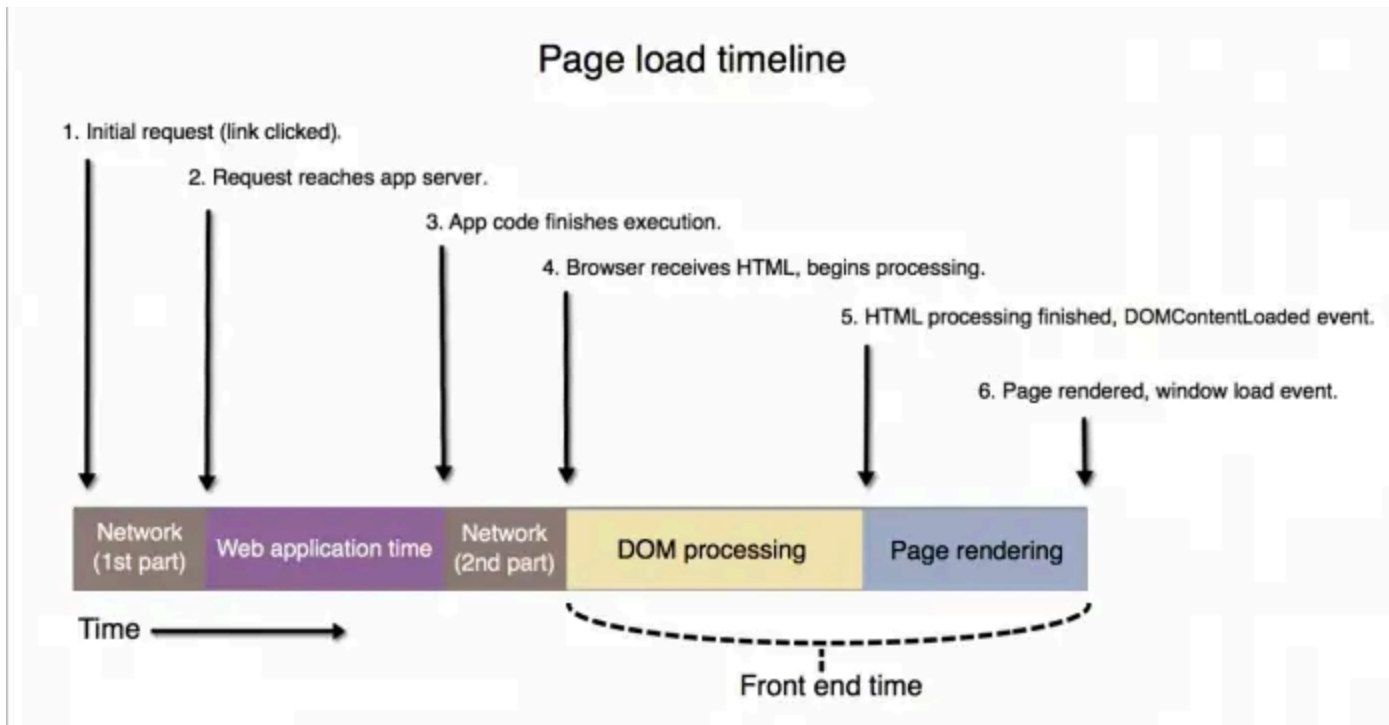 Page load timeline
1. Initial request (link clicked).
2. Request reaches app server.
3. App code finishes execution.
4. Browser receives HTML, begins processing.
5. HTML processing finished, DOMContentLoaded event.
6. Page rendered, window load event.
Network
(1st part)
Web application time
Network
(2nd part)
DOM processing
Page rendering
Time
Front end time